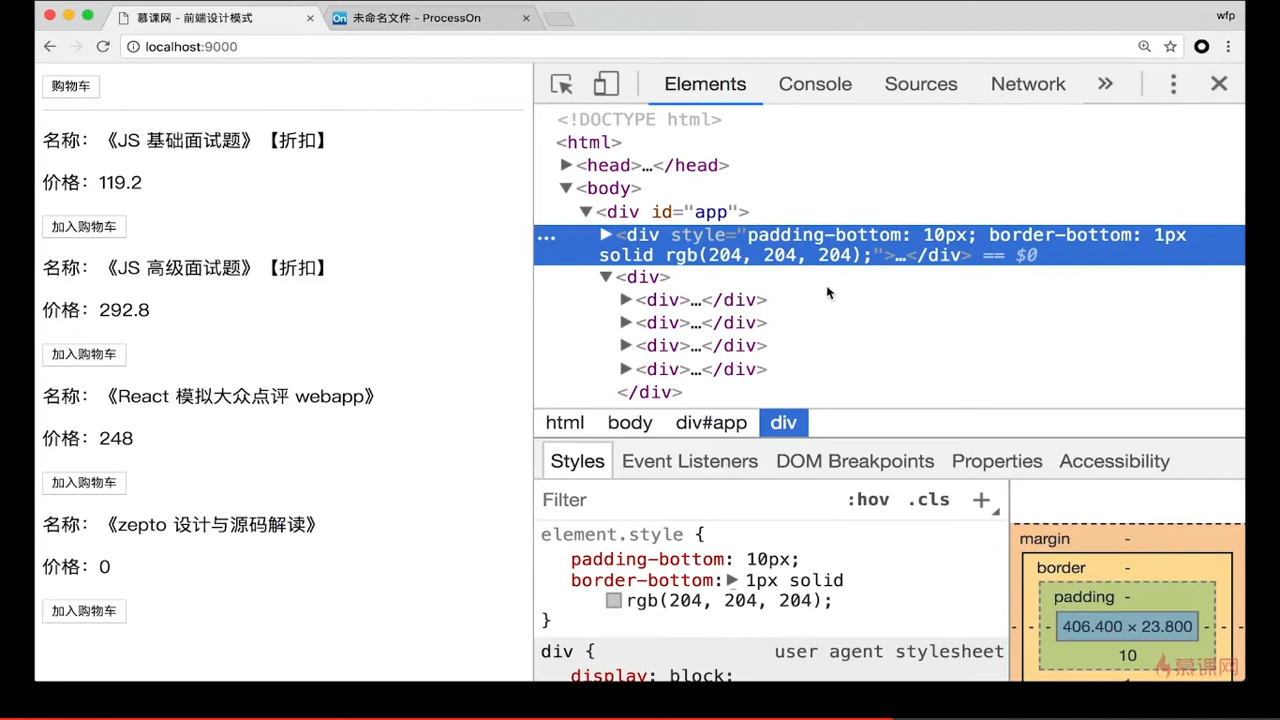 慕课网 - 前端设计模式
未命名文件 - ProcessOn
wfp
localhost:9000
购物车
名称：《JS 基础面试题》【折扣】
价格：119.2
加入购物车
名称：《JS 高级面试题》【折扣】
价格：292.8
加入购物车
名称：《React 模拟大众点评 webapp》
价格：248
加入购物车
名称：《zepto 设计与源码解读》
价格：0
加入购物车
Elements Console Sources Network »
<!DOCTYPE html>
<html>
▶<head>…</head>
▼<body>
▼<div id="app">
… ▶<div style="padding-bottom: 10px; border-bottom: 1px
solid rgb(204, 204, 204);">…</div> == $0
▼<div>
▶<div>…</div>
▶<div>…</div>
▶<div>…</div>
▶<div>…</div>
</div>
html body div#app div
Styles Event Listeners DOM Breakpoints Properties Accessibility
Filter :hov .cls +
element.style {
padding-bottom: 10px;
border-bottom:▶ 1px solid
rgb(204, 204, 204);
}
div { user agent stylesheet
display: block;
margin -
border -
padding -
- - - 406.400 × 23.800 - - -
10
慕课网